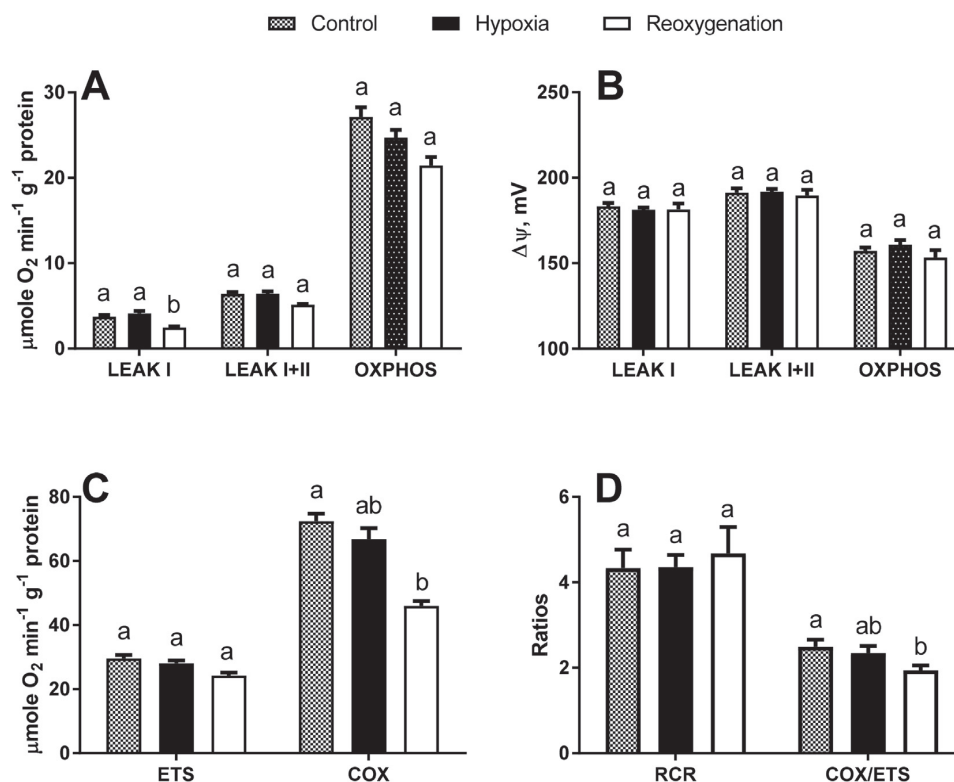 Control Hypoxia Reoxygenation
A
μmole O₂ min⁻¹ g⁻¹ protein
30
20
10
0
a a b
a a a
a a a
LEAK I LEAK I+II OXPHOS
B
Δψ, mV
250
200
150
100
a a a
a a a
a a a
LEAK I LEAK I+II OXPHOS
C
μmole O₂ min⁻¹ g⁻¹ protein
80
60
40
20
0
a a a
a ab b
ETS COX
D
Ratios
6
4
2
0
a a a
a ab b
RCR COX/ETS